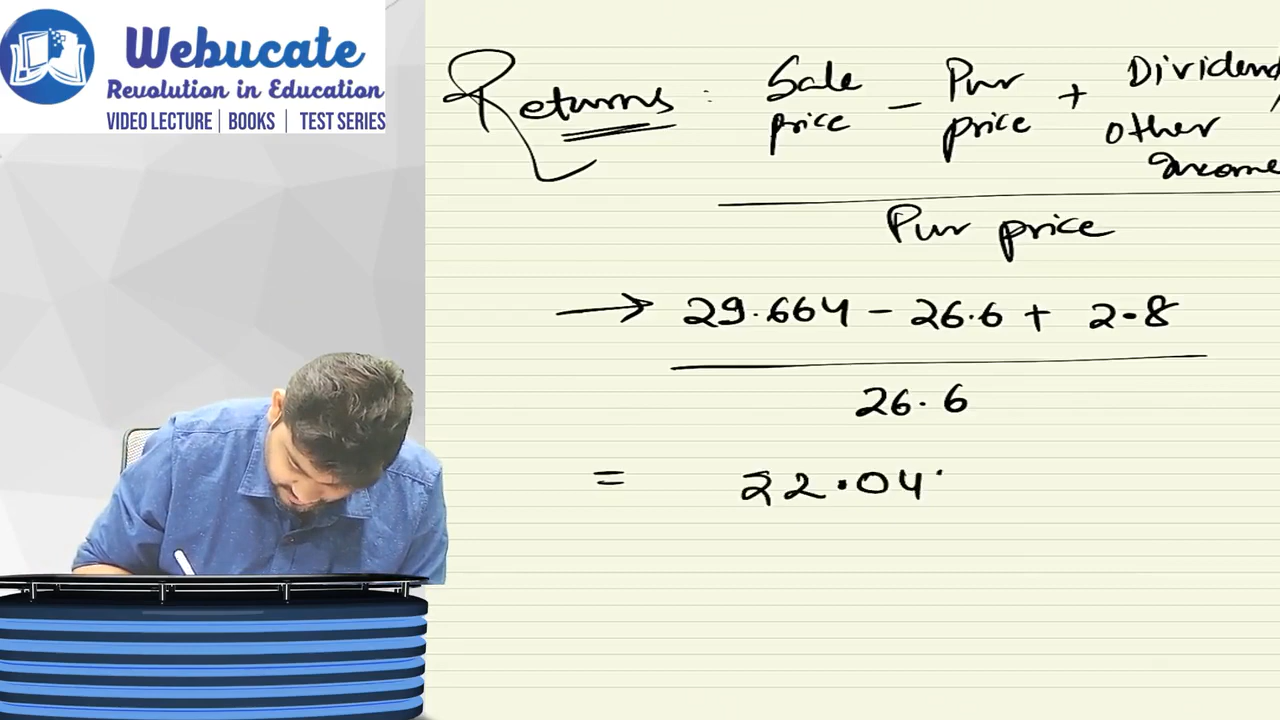 Webucate
Revolution in Education
VIDEO LECTURE | BOOKS | TEST SERIES
Returns : Sale price - Pur price + Dividend/ other Income
Pur price
→ 29.664 - 26.6 + 2.8
26.6
= 22.04